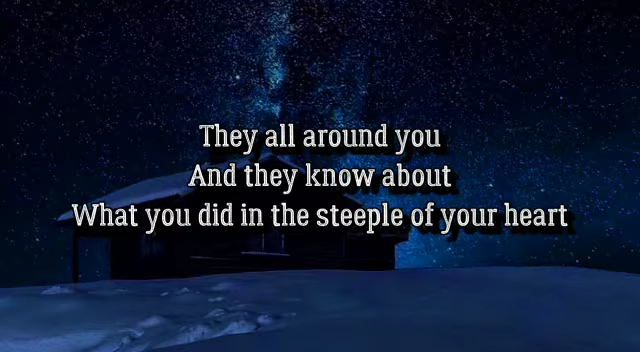 They all around you
And they know about
What you did in the steeple of your heart